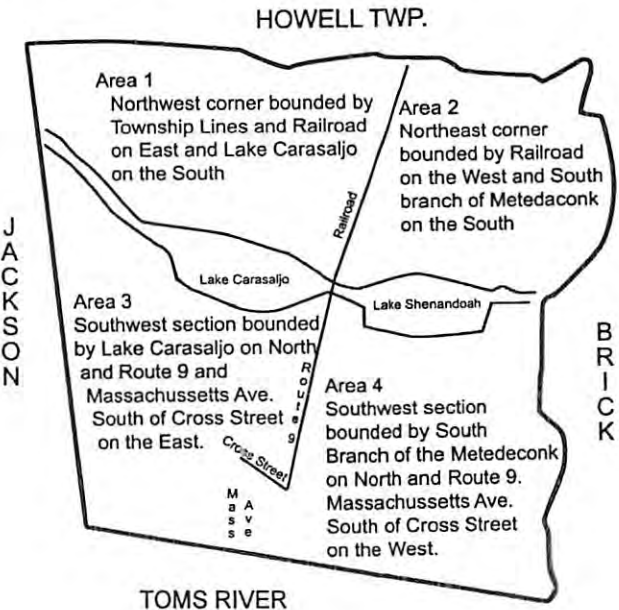 HOWELL TWP.
Area 1
Northwest corner bounded by
Township Lines and Railroad
on East and Lake Carasaljo
on the South
Area 2
Northeast corner
bounded by Railroad
on the West and South
branch of Metedaconk
on the South
Railroad
JACKSON
Lake Carasaljo
Lake Shenandoah
Area 3
Southwest section bounded
by Lake Carasaljo on North
and Route 9 and
Massachussetts Ave.
South of Cross Street
on the East.
Route 9
Cross Street
BRICK
Area 4
Southwest section
bounded by South
Branch of the Metedeconk
on North and Route 9.
Massachussetts Ave.
South of Cross Street
on the West.
Mass
Ave
TOMS RIVER